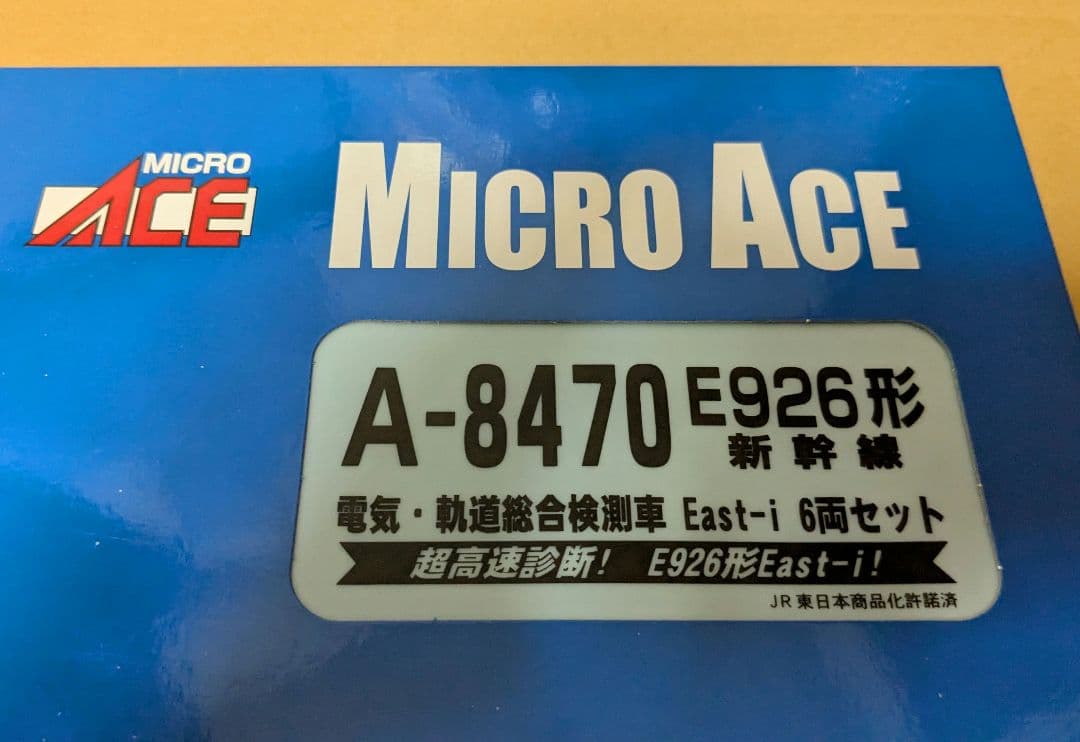 MICRO
ACE
MICRO ACE
A-8470 E926形
新幹線
電気・軌道総合検測車 East-i 6両セット
超高速診断! E926形East-i!
JR東日本商品化許諾済